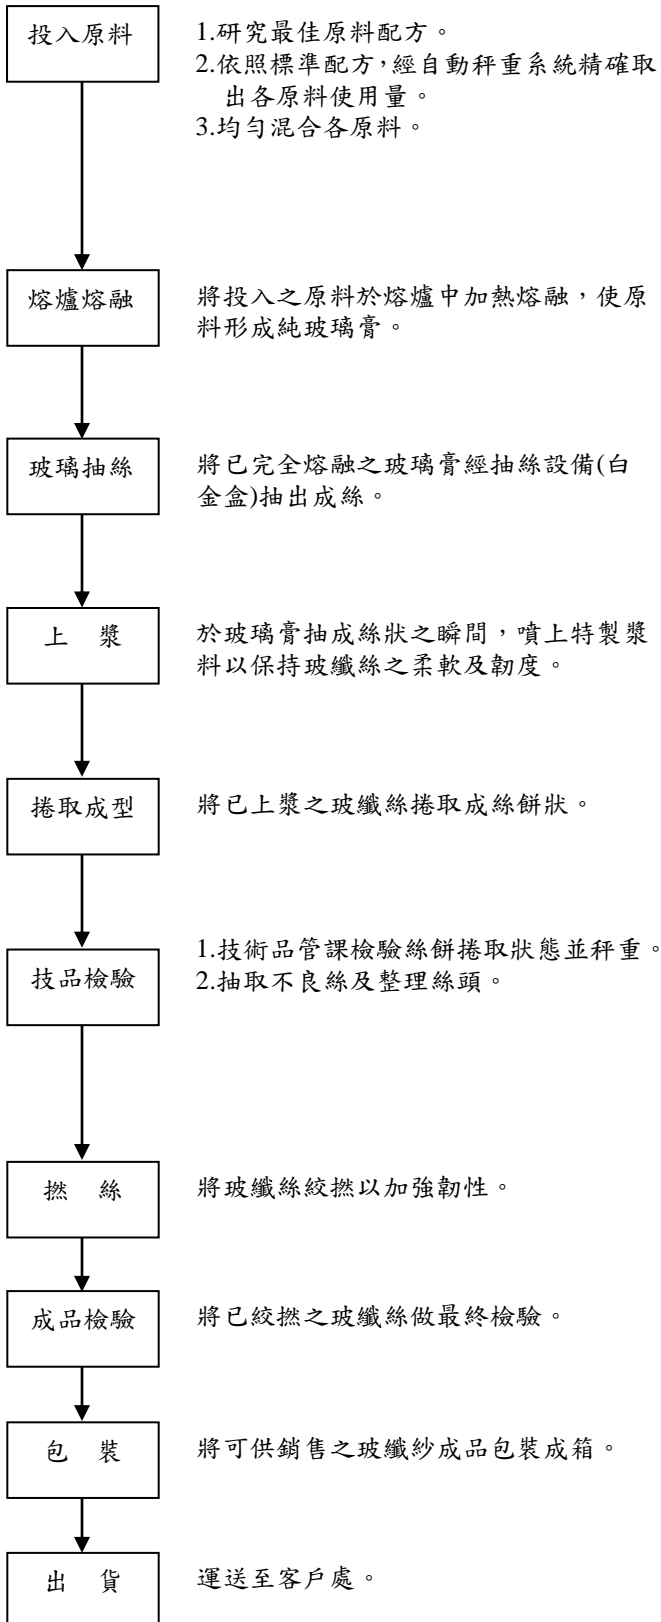 投入原料
1.研究最佳原料配方。
2.依照標準配方，經自動秤重系統精確取
出各原料使用量。
3.均勻混合各原料。
熔爐熔融
將投入之原料於熔爐中加熱熔融，使原
料形成純玻璃膏。
玻璃抽絲
將已完全熔融之玻璃膏經抽絲設備(白
金盒)抽出成絲。
上　漿
於玻璃膏抽成絲狀之瞬間，噴上特製漿
料以保持玻纖絲之柔軟及韌度。
捲取成型
將已上漿之玻纖絲捲取成絲餅狀。
技品檢驗
1.技術品管課檢驗絲餅捲取狀態並秤重。
2.抽取不良絲及整理絲頭。
撚　絲
將玻纖絲絞撚以加強韌性。
成品檢驗
將已絞撚之玻纖絲做最終檢驗。
包　裝
將可供銷售之玻纖紗成品包裝成箱。
出　貨
運送至客戶處。